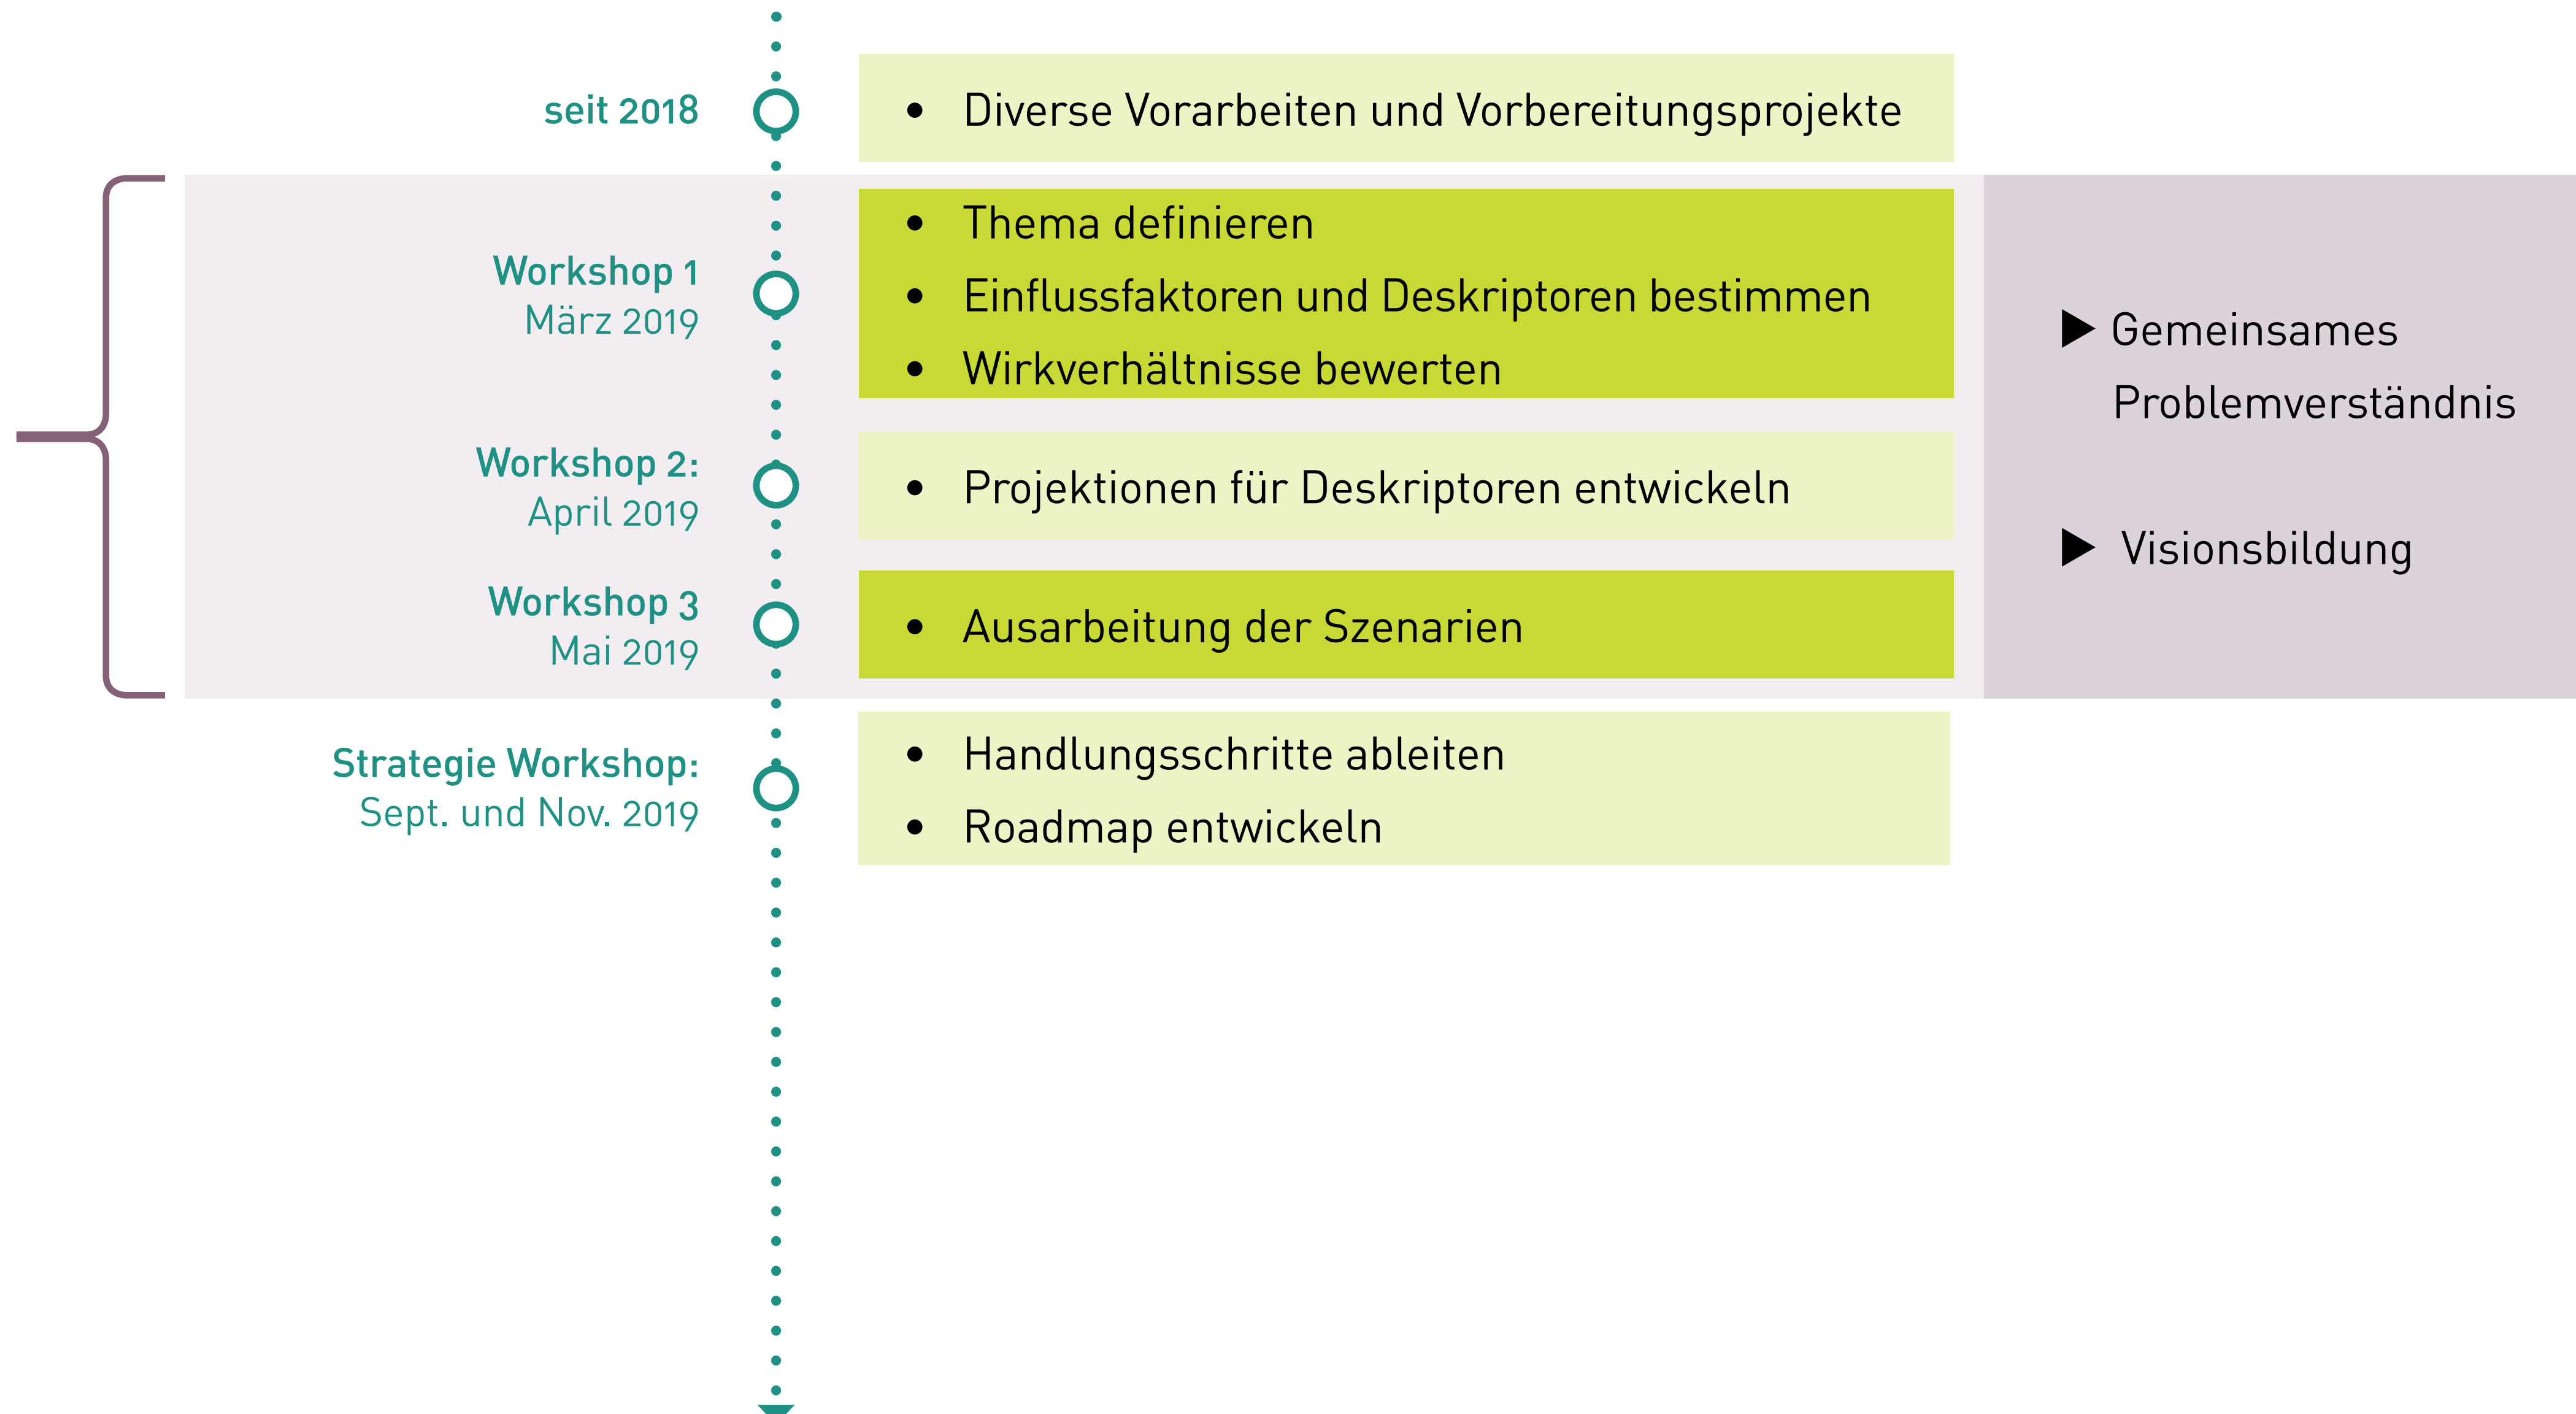 seit 2018
• Diverse Vorarbeiten und Vorbereitungsprojekte
Workshop 1
März 2019
• Thema definieren
• Einflussfaktoren und Deskriptoren bestimmen
• Wirkverhältnisse bewerten
Workshop 2:
April 2019
• Projektionen für Deskriptoren entwickeln
Workshop 3
Mai 2019
• Ausarbeitung der Szenarien
▶ Gemeinsames
Problemverständnis
▶ Visionsbildung
Strategie Workshop:
Sept. und Nov. 2019
• Handlungsschritte ableiten
• Roadmap entwickeln